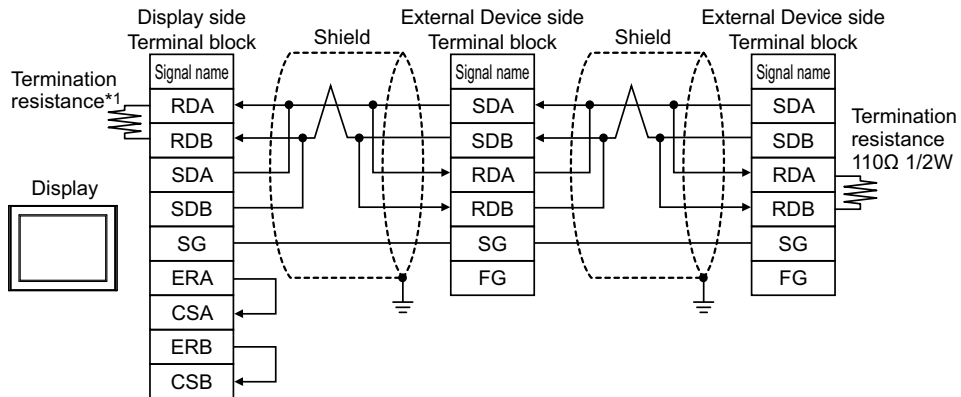 Display side
Terminal block
Shield
External Device side
Terminal block
Shield
External Device side
Terminal block
Termination
resistance*1
Display
Signal name
RDA
RDB
SDA
SDB
SG
ERA
CSA
ERB
CSB
Signal name
SDA
SDB
RDA
RDB
SG
FG
Signal name
SDA
SDB
RDA
RDB
SG
FG
Termination
resistance
110Ω 1/2W